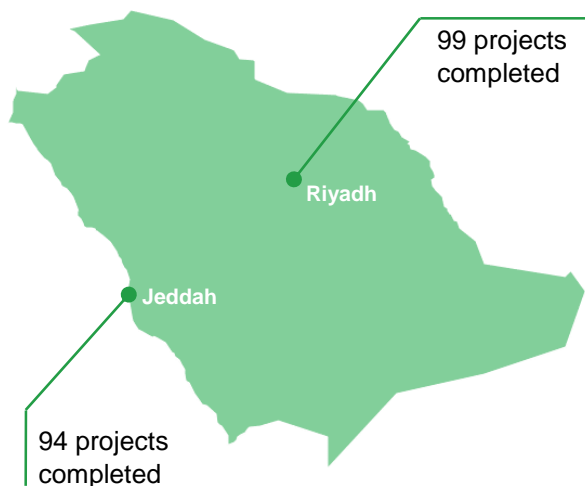 99 projects
completed
Riyadh
Jeddah
94 projects
completed